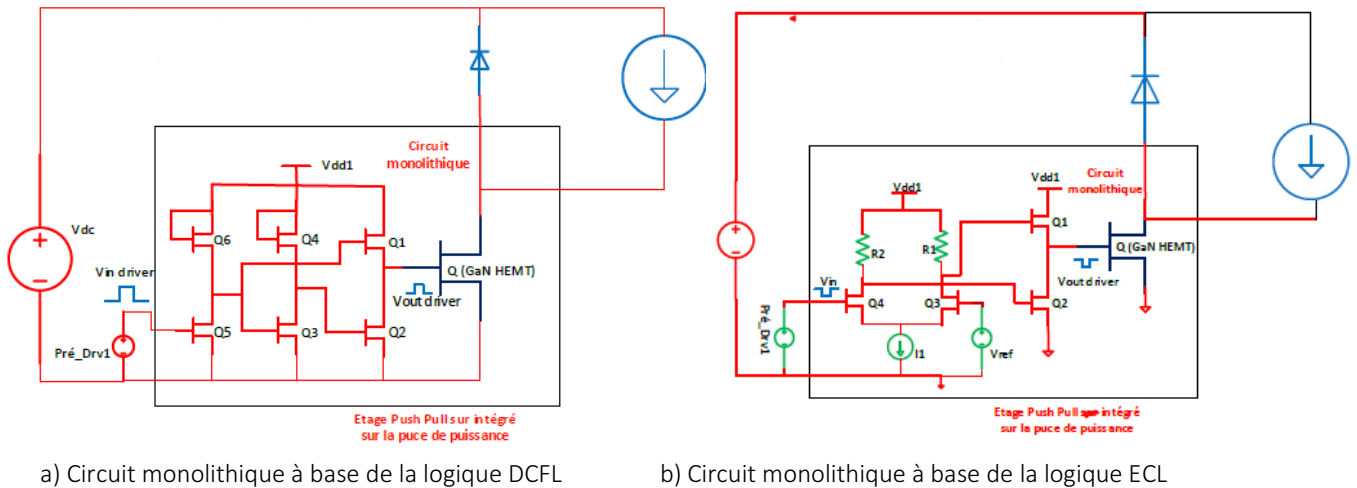 Circuit
monolithique
Vdd1
Vdc
Q6
Q4
Q1
Q (GaN HEMT)
Vin driver
Vout driver
Q5
Q3
Q2
Pré_Drv1
Etage Push Pull sur intégré
sur la puce de puissance
a) Circuit monolithique à base de la logique DCFL
Circuit
monolithique
Vdd1
Vdd1
Q1
R2
R1
Q (GaN HEMT)
Vin
Vout driver
Q4
Q3
Q2
Pré_Drv1
I1
Vref
Etage Push Pull sur intégré
sur la puce de puissance
b) Circuit monolithique à base de la logique ECL